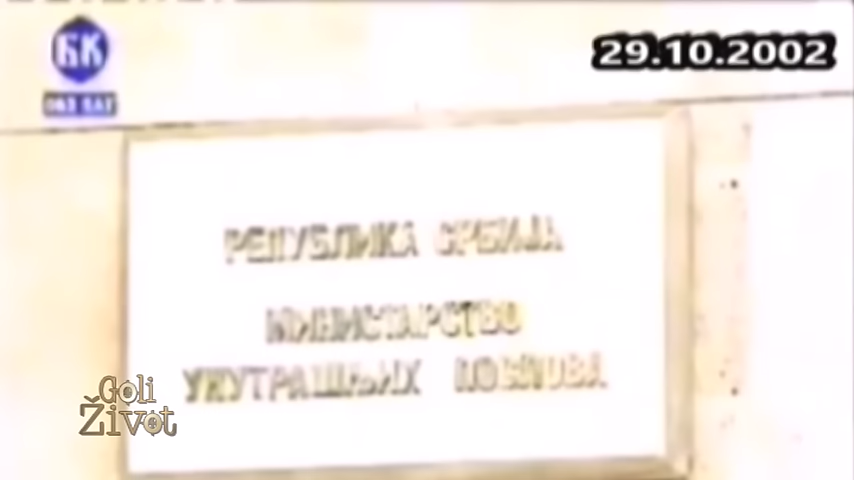 БК
29.10.2002
РЕПУБЛИКА СРБИЈА
МИНИСТАРСТВО
УНУТРАШЊИХ ПОСЛОВА
Goli
Život